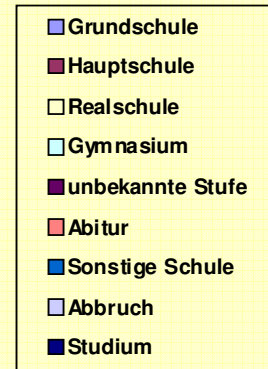 Grundschule
Hauptschule
Realschule
Gymnasium
unbekannte Stufe
Abitur
Sonstige Schule
Abbruch
Studium